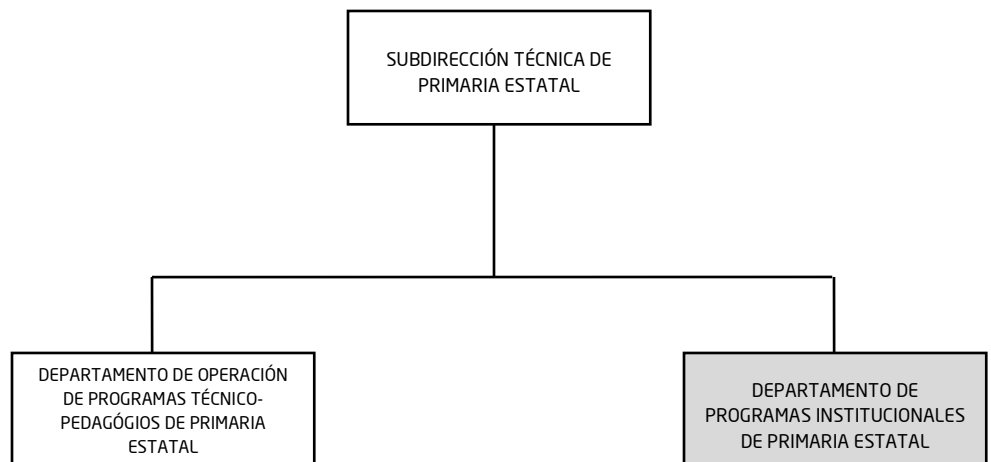 SUBDIRECCIÓN TÉCNICA DE
PRIMARIA ESTATAL
DEPARTAMENTO DE OPERACIÓN
DE PROGRAMAS TÉCNICO-
PEDAGÓGIOS DE PRIMARIA
ESTATAL
DEPARTAMENTO DE
PROGRAMAS INSTITUCIONALES
DE PRIMARIA ESTATAL